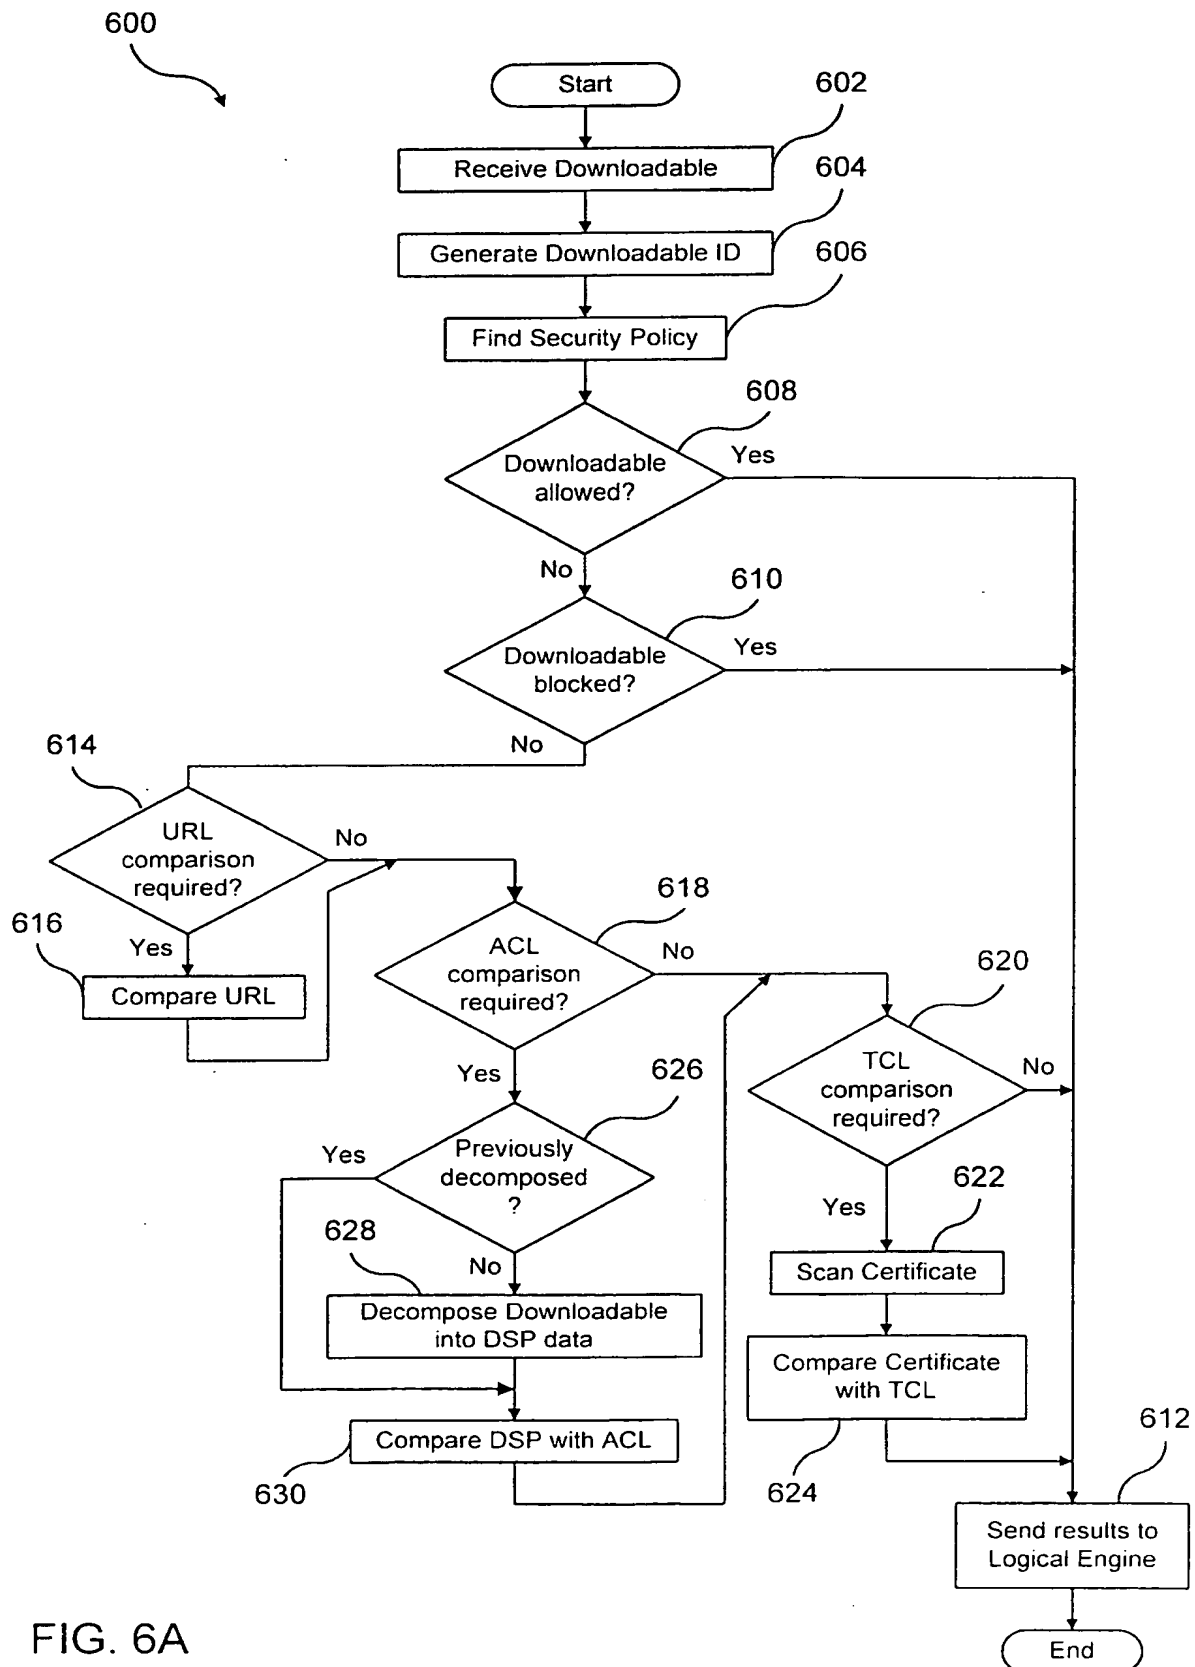 600
Start
602
Receive Downloadable
604
Generate Downloadable ID
606
Find Security Policy
608
Downloadable
allowed?
Yes
No
610
Downloadable
blocked?
Yes
No
614
URL
comparison
required?
No
Yes
616
Compare URL
618
ACL
comparison
required?
No
Yes
620
TCL
comparison
required?
No
Yes
626
Previously
decomposed
?
Yes
No
628
Decompose Downloadable
into DSP data
630
Compare DSP with ACL
622
Scan Certificate
Compare Certificate
with TCL
624
612
Send results to
Logical Engine
End
FIG. 6A